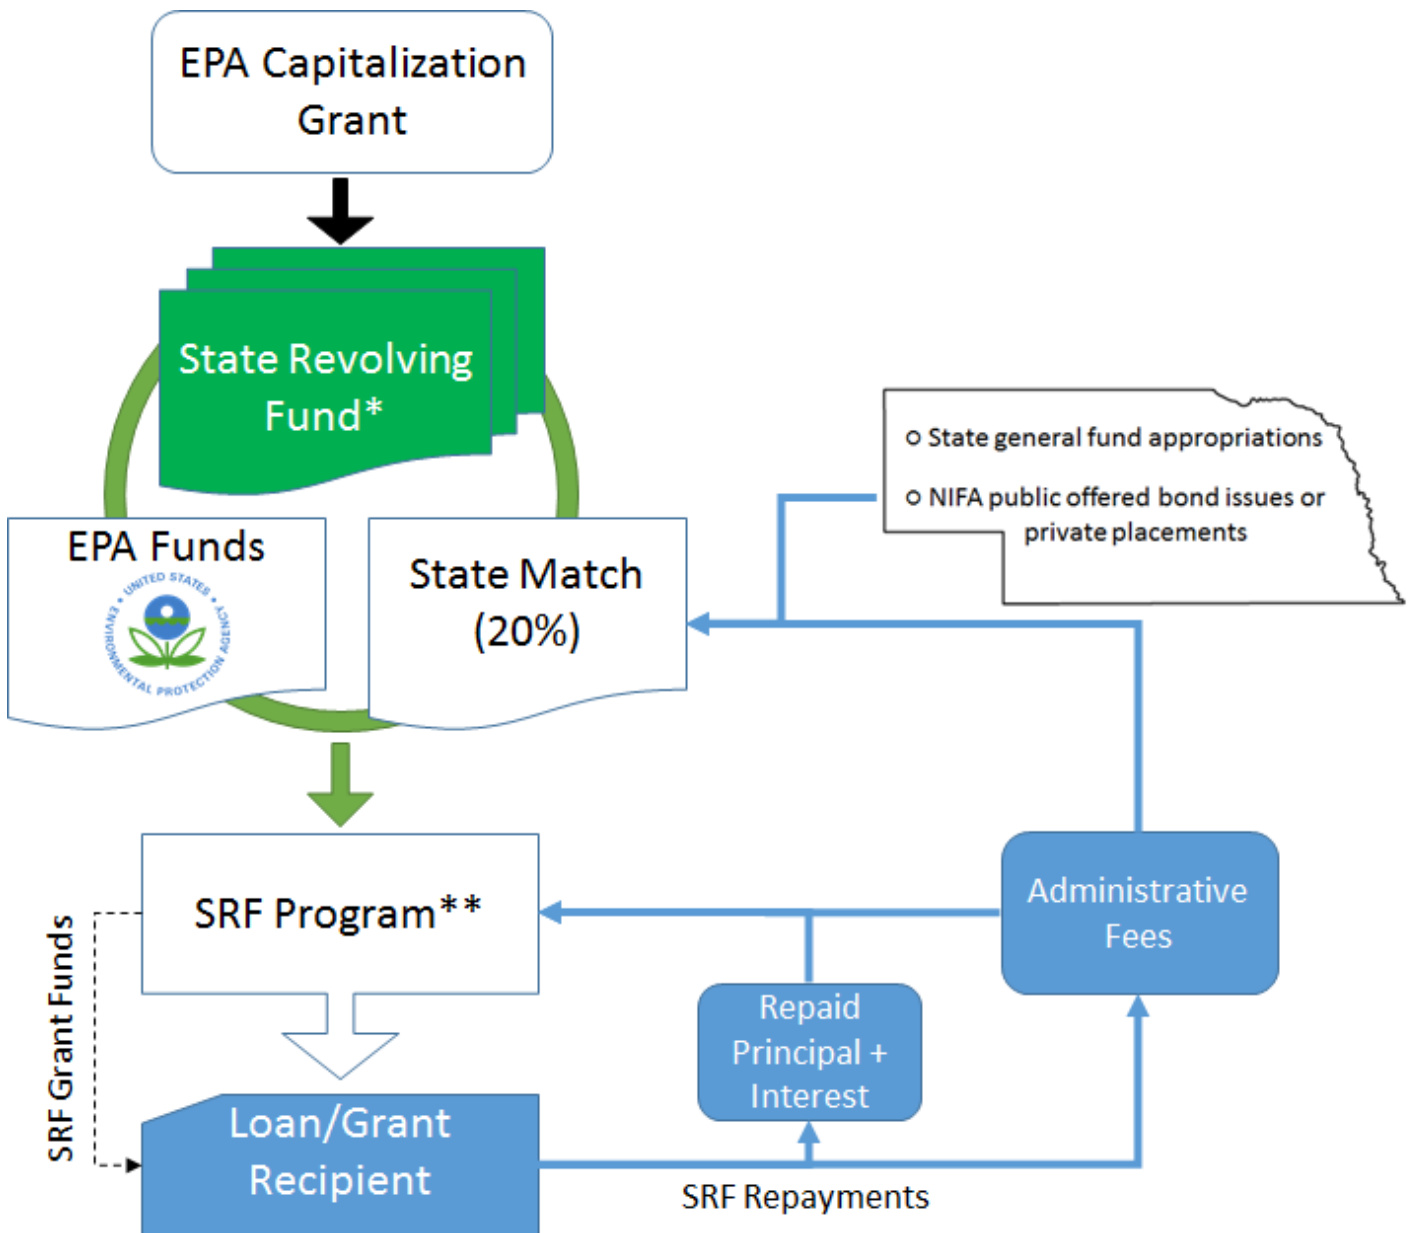 EPA Capitalization
Grant
State Revolving
Fund*
EPA Funds
UNITED STATES
ENVIRONMENTAL PROTECTION AGENCY
State Match
(20%)
State general fund appropriations
NIFA public offered bond issues or
private placements
SRF Program**
SRF Grant Funds
Administrative
Fees
Repaid
Principal +
Interest
Loan/Grant
Recipient
SRF Repayments